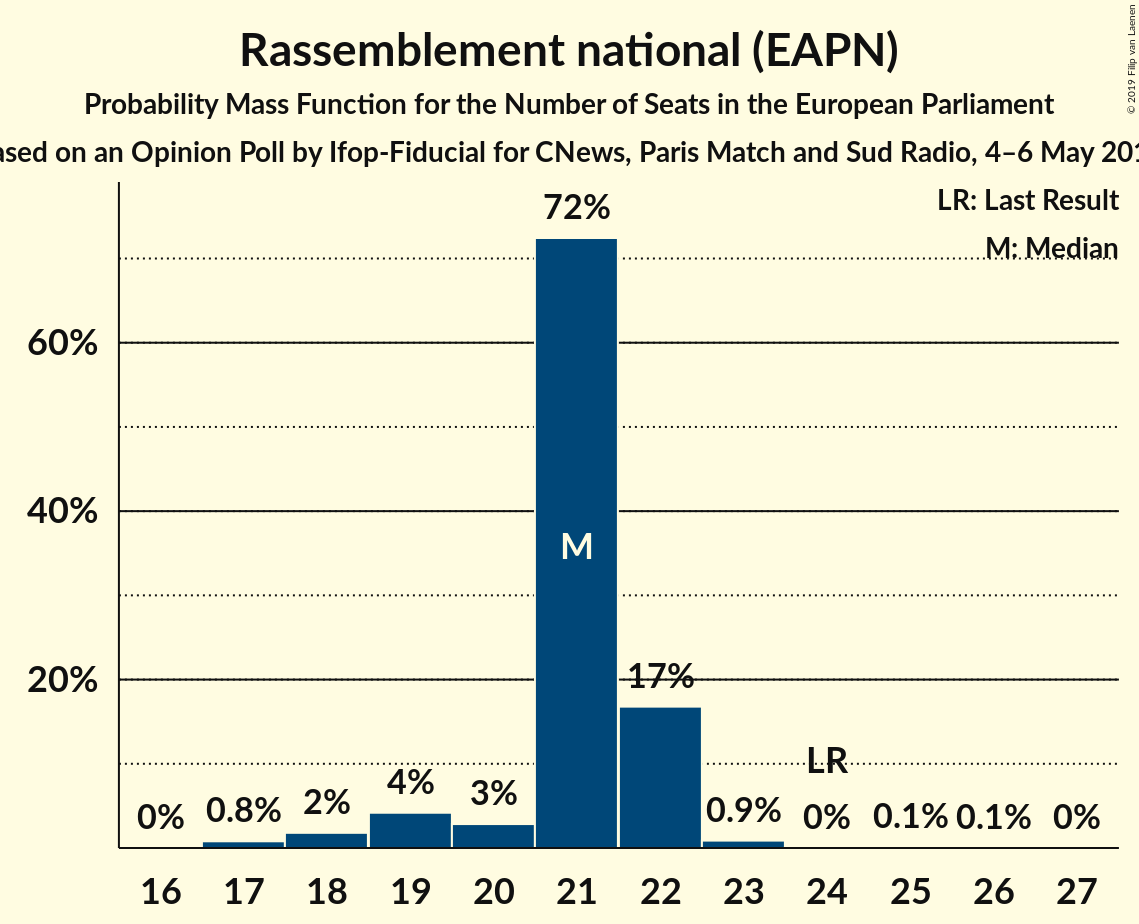 Rassemblement national (EAPN)
Probability Mass Function for the Number of Seats in the European Parliament
ased on an Opinion Poll by Ifop-Fiducial for CNews, Paris Match and Sud Radio, 4–6 May 201
© 2019 Filip van Laenen
LR: Last Result
M: Median
60%
40%
20%
0%
0.8%
2%
4%
3%
72%
M
17%
0.9%
LR
0%
0.1%
0.1%
0%
16 17 18 19 20 21 22 23 24 25 26 27